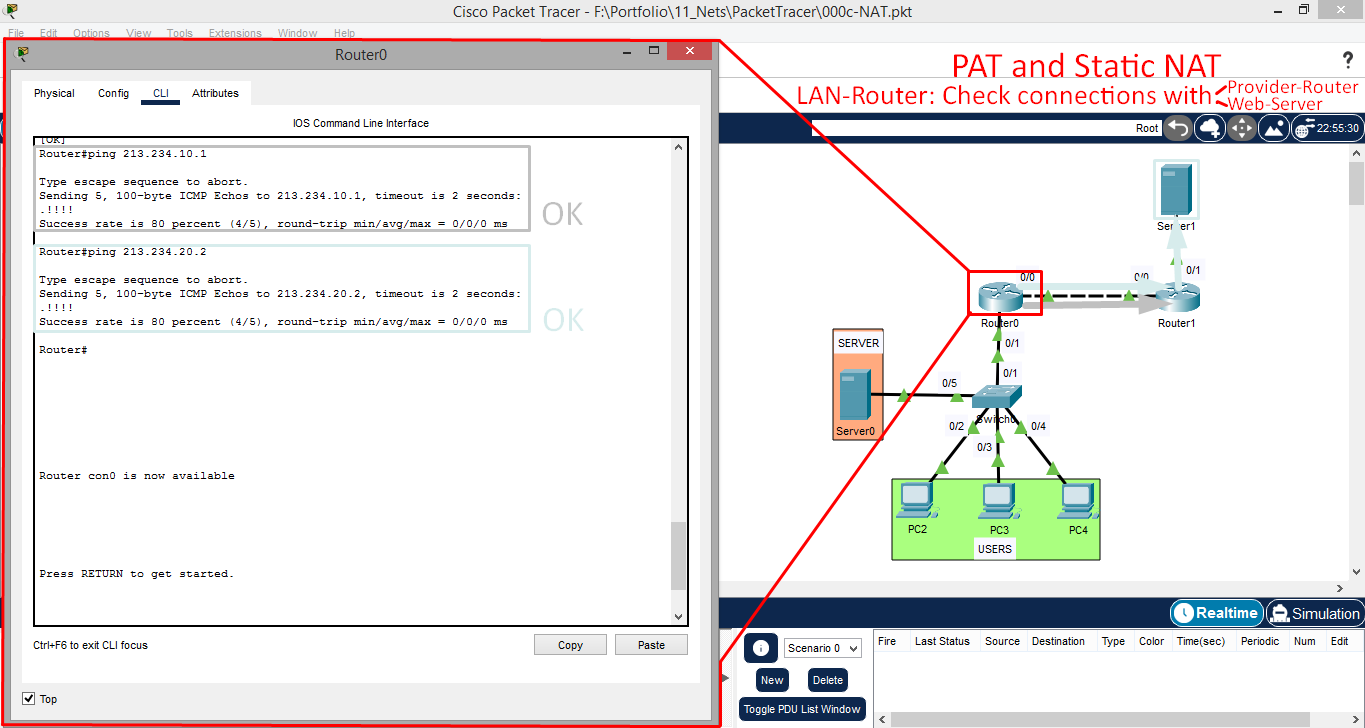 Cisco Packet Tracer - F:\Portfolio\11_Nets\PacketTracer\000c-NAT.pkt
File Edit Options View Tools Extensions Window Help
Router0
Physical Config CLI Attributes
IOS Command Line Interface
[OK]
Router#ping 213.234.10.1
Type escape sequence to abort.
Sending 5, 100-byte ICMP Echos to 213.234.10.1, timeout is 2 seconds:
.!!!!
Success rate is 80 percent (4/5), round-trip min/avg/max = 0/0/0 ms
OK
Router#ping 213.234.20.2
Type escape sequence to abort.
Sending 5, 100-byte ICMP Echos to 213.234.20.2, timeout is 2 seconds:
.!!!!
Success rate is 80 percent (4/5), round-trip min/avg/max = 0/0/0 ms
OK
Router#
Router con0 is now available
Press RETURN to get started.
Ctrl+F6 to exit CLI focus
Copy
Paste
Top
PAT and Static NAT
?
LAN-Router: Check connections with:
Provider-Router
Web-Server
Root
22:55:30
Server1
0/1
0/0
0/0
Router0
Router1
0/1
SERVER
0/1
0/5
Switch0
Server0
0/2
0/4
0/3
PC2
PC3
PC4
USERS
Realtime
Simulation
Scenario 0
New
Delete
Toggle PDU List Window
Fire Last Status Source Destination Type Color Time(sec) Periodic Num Edit